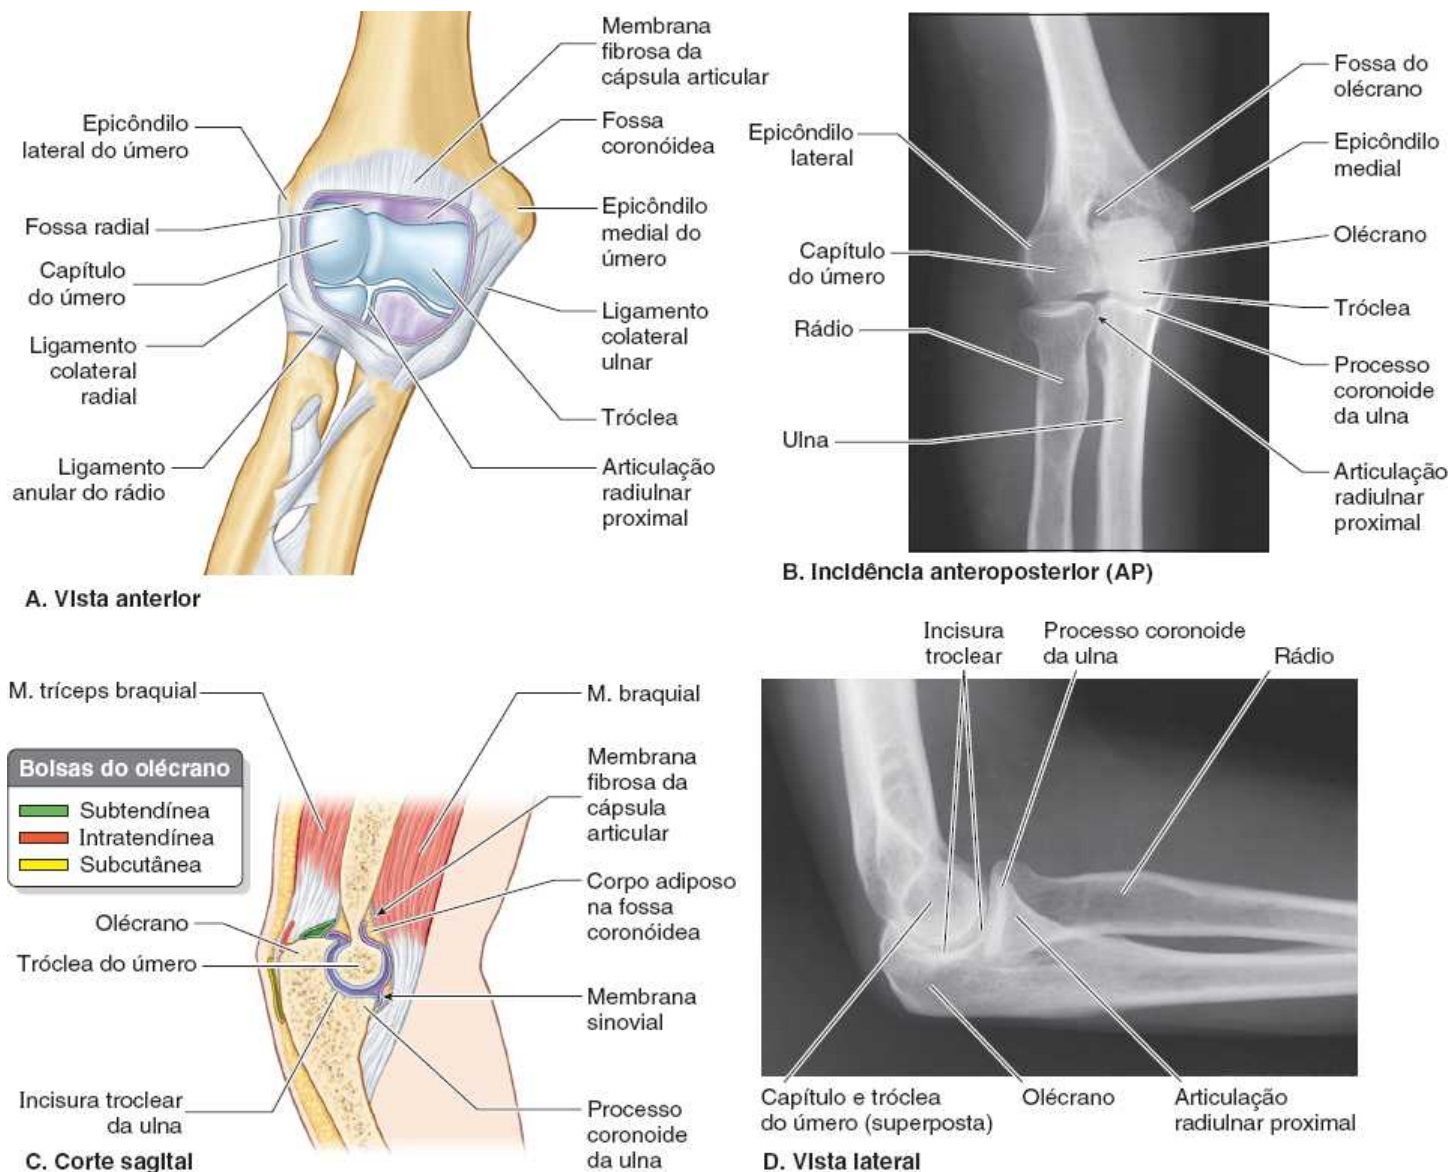 Membrana
fibrosa da
cápsula articular
Epicôndilo
lateral do úmero
Fossa
coronóidea
Fossa radial
Epicôndilo
medial do
úmero
Capítulo
do úmero
Ligamento
colateral
ulnar
Ligamento
colateral
radial
Tróclea
Ligamento
anular do rádio
Articulação
radiulnar
proximal
A. Vista anterior
Fossa do
olécrano
Epicôndilo
lateral
Epicôndilo
medial
Olécrano
Capítulo
do úmero
Tróclea
Rádio
Processo
coronoide
da ulna
Ulna
Articulação
radiulnar
proximal
B. Incidência anteroposterior (AP)
M. tríceps braquial
M. braquial
Bolsas do olécrano
Subtendínea
Intratendínea
Subcutânea
Membrana
fibrosa da
cápsula
articular
Olécrano
Corpo adiposo
na fossa
coronóidea
Tróclea do úmero
Membrana
sinovial
Incisura troclear
da ulna
Processo
coronoide
da ulna
C. Corte sagital
Incisura
troclear
Processo coronoide
da ulna
Rádio
Capítulo e tróclea
do úmero (superposta)
Olécrano
Articulação
radiulnar proximal
D. Vista lateral